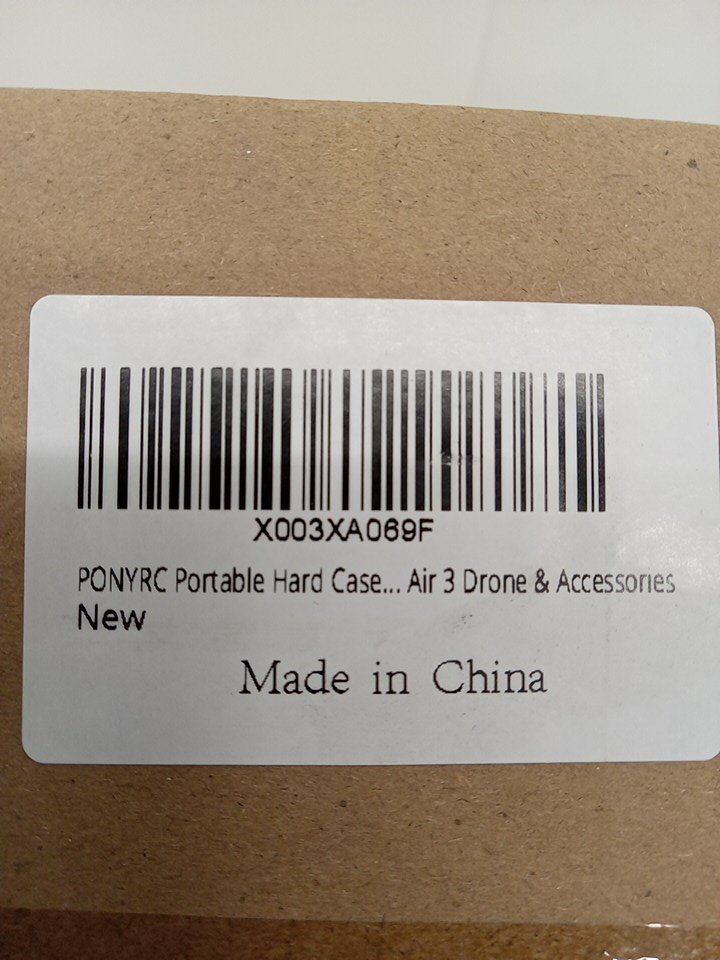 X003XA069F
PONYRC Portable Hard Case... Air 3 Drone & Accessories
New
Made in China